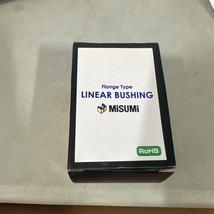 Flange Type
LINEAR BUSHING
MiSUMi
RoHS